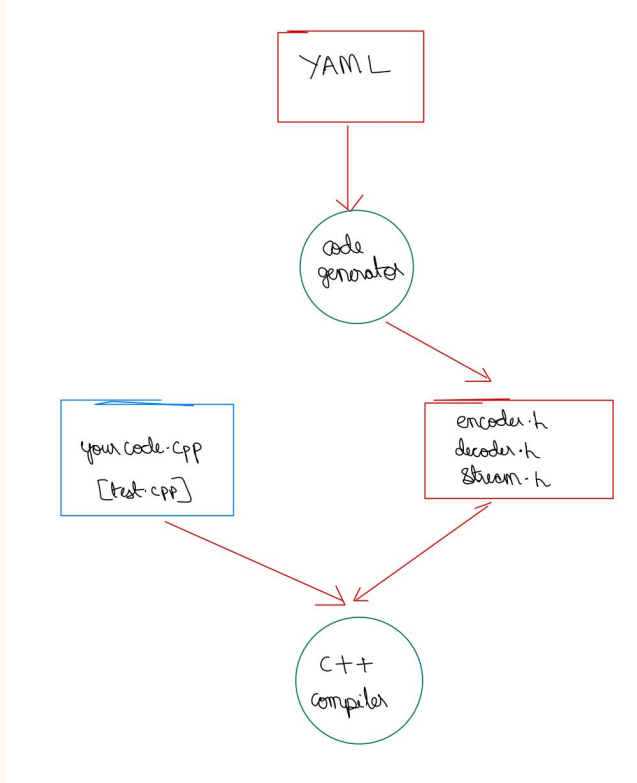 YAML
code
generator
your code.cpp
[test.cpp]
encoder.h
decoder.h
stream.h
C++
compiler